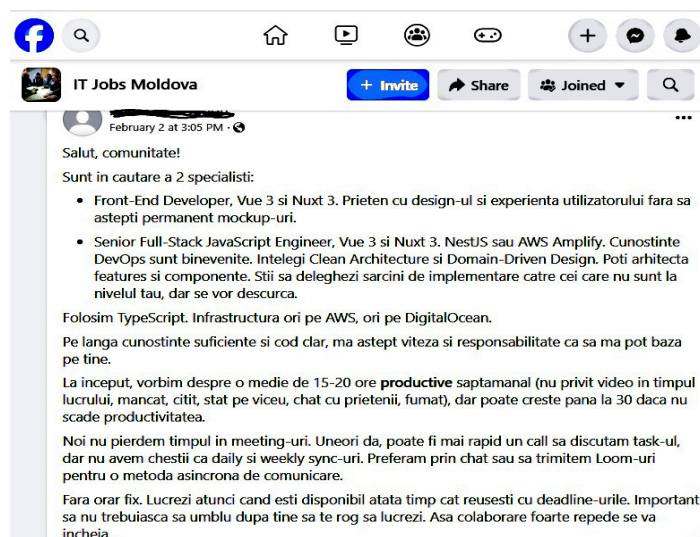 IT Jobs Moldova
+ Invite
Share
Joined
February 2 at 3:05 PM ·
Salut, comunitate!
Sunt in cautare a 2 specialisti:
• Front-End Developer, Vue 3 si Nuxt 3. Prieten cu design-ul si experienta utilizatorului fara sa
astepti permanent mockup-uri.
• Senior Full-Stack JavaScript Engineer, Vue 3 si Nuxt 3. NestJS sau AWS Amplify. Cunostinte
DevOps sunt binevenite. Intelegi Clean Architecture si Domain-Driven Design. Poti arhitecta
features si componente. Stii sa deleghezi sarcini de implementare catre cei care nu sunt la
nivelul tau, dar se vor descurca.
Folosim TypeScript. Infrastructura ori pe AWS, ori pe DigitalOcean.
Pe langa cunostinte suficiente si cod clar, ma astept viteza si responsabilitate ca sa ma pot baza
pe tine.
La inceput, vorbim despre o medie de 15-20 ore productive saptamanal (nu privit video in timpul
lucrului, mancat, citit, stat pe viceu, chat cu prietenii, fumat), dar poate creste pana la 30 daca nu
scade productivitatea.
Noi nu pierdem timpul in meeting-uri. Uneori da, poate fi mai rapid un call sa discutam task-ul,
dar nu avem chestii ca daily si weekly sync-uri. Preferam prin chat sau sa trimitem Loom-uri
pentru o metoda asincrona de comunicare.
Fara orar fix. Lucrezi atunci cand esti disponibil atata timp cat reusesti cu deadline-urile. Important
sa nu trebuiasca sa umblu dupa tine sa te rog sa lucrezi. Asa colaborare foarte repede se va
incheia